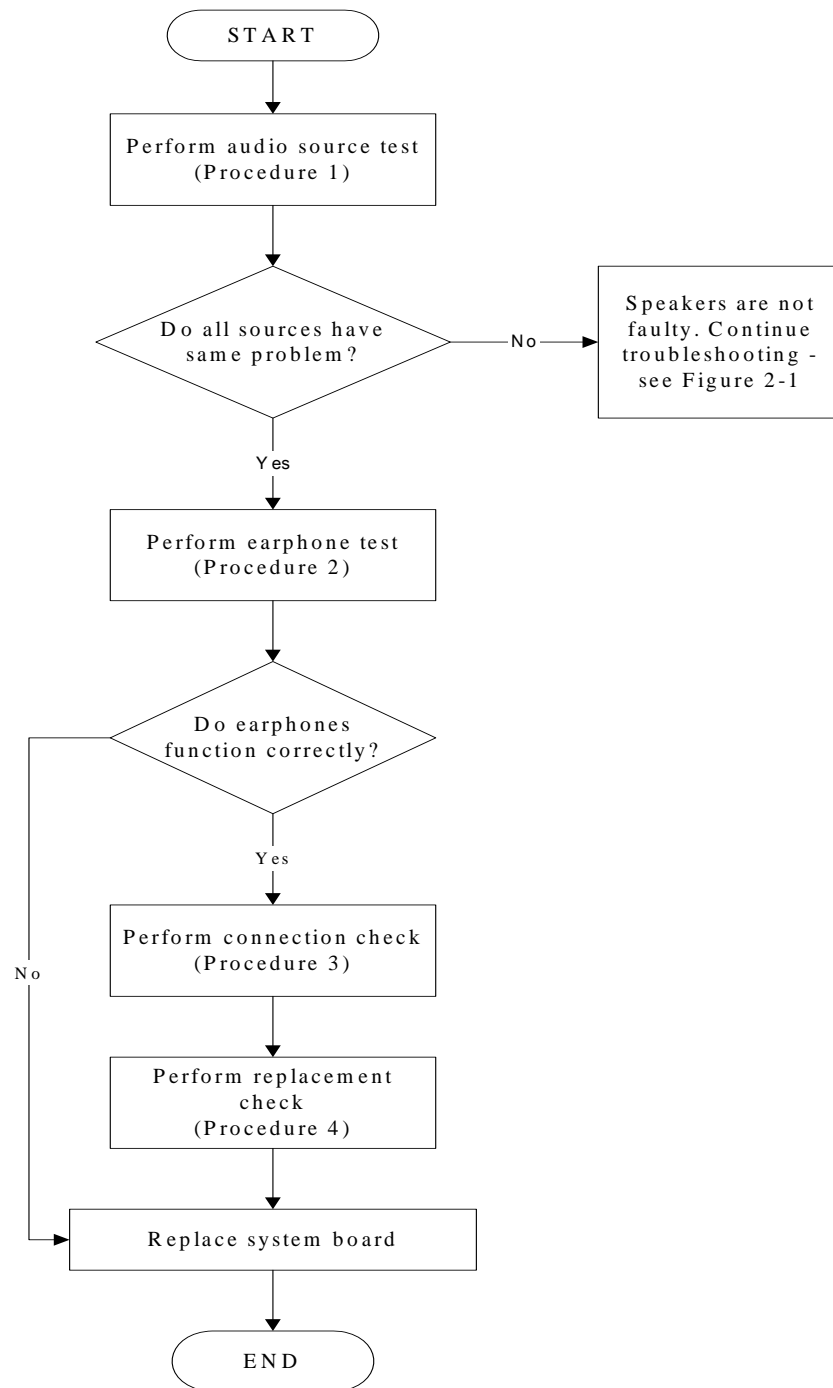 START
Perform audio source test
(Procedure 1)
Do all sources have
same problem?
No
Speakers are not
faulty. Continue
troubleshooting -
see Figure 2-1
Yes
Perform earphone test
(Procedure 2)
Do earphones
function correctly?
Yes
No
Perform connection check
(Procedure 3)
Perform replacement
check
(Procedure 4)
Replace system board
END